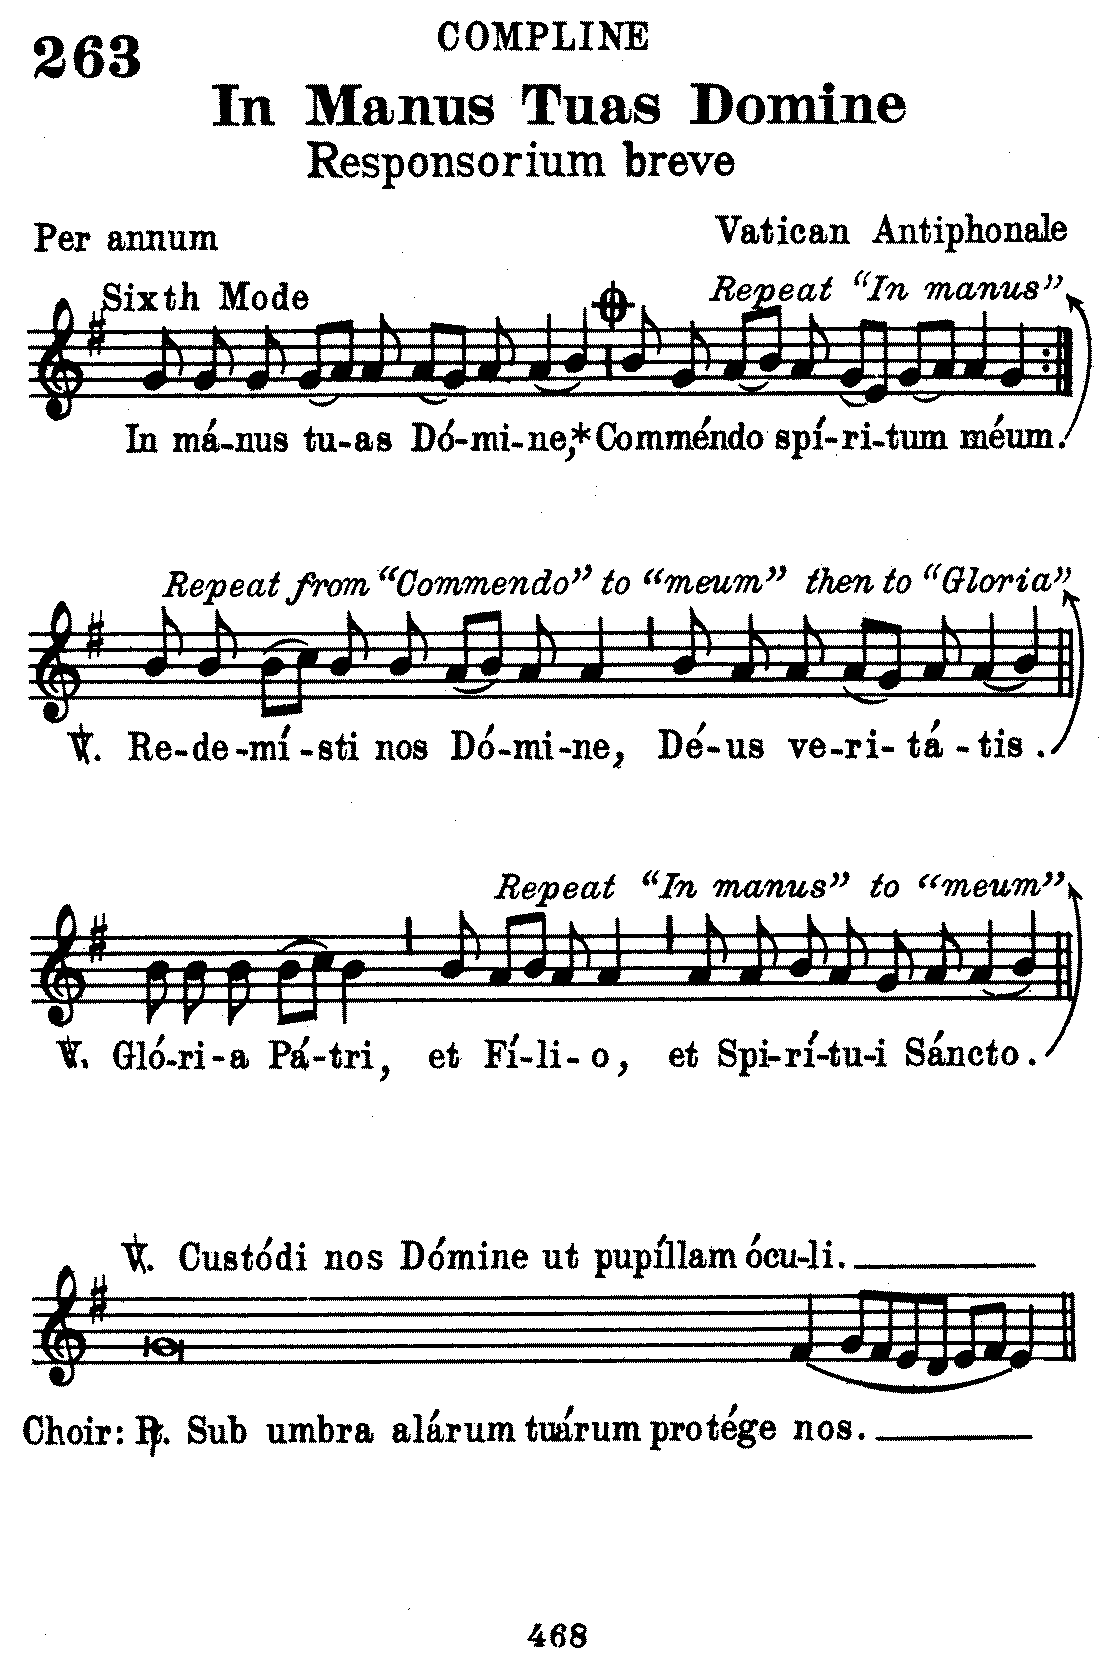 263
COMPLINE
In Manus Tuas Domine
Responsorium breve
Per annum
Vatican Antiphonale
Sixth Mode
Repeat "In manus"
In má-nus tu-as Dó-mi-ne,* Comméndo spí-ri-tum méum.
Repeat from "Commendo" to "meum" then to "Gloria"
℣. Re-de-mí-sti nos Dó-mi-ne, Dé-us ve-ri-tá-tis.
Repeat "In manus" to "meum"
℣. Gló-ri-a Pá-tri, et Fí-li-o, et Spi-rí-tu-i Sáncto.
℣. Custódi nos Dómine ut pupíllam ócu-li.
Choir: ℟. Sub umbra alárum tuárum protége nos.
468